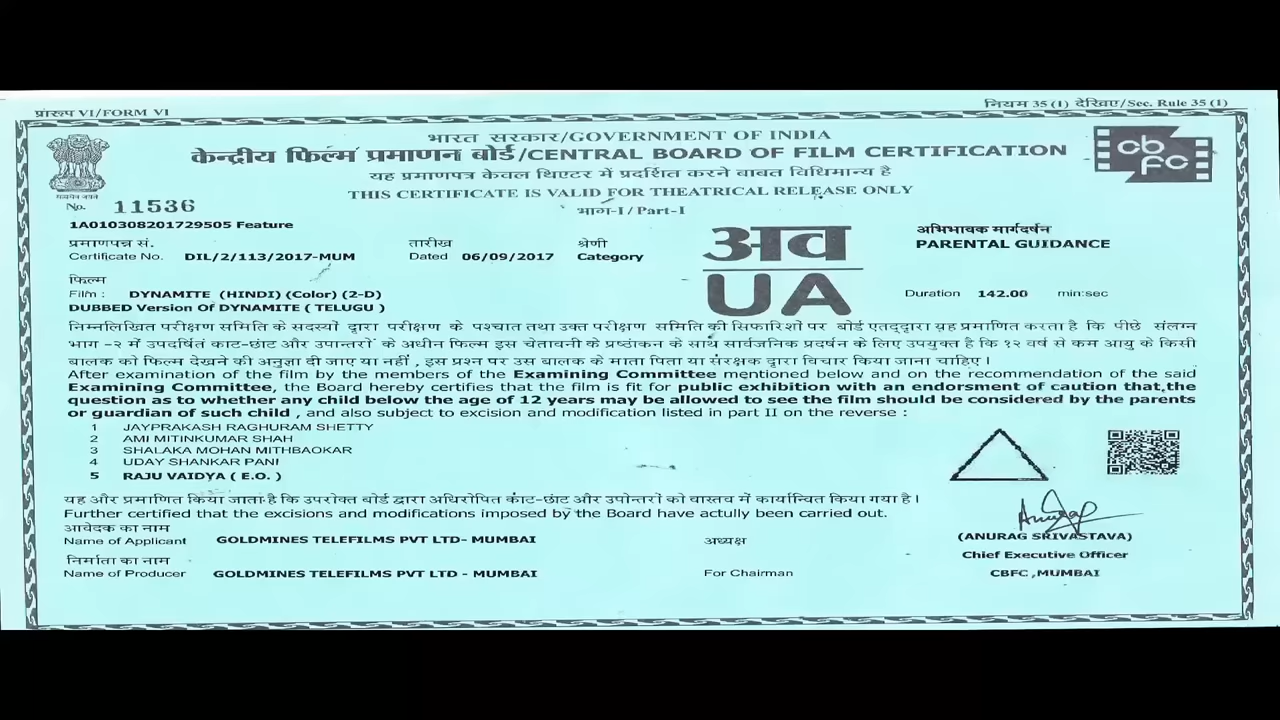 प्रारूप VI/FORM VI
नियम 35 (1) देखिए/Sec. Rule 35 (1)
भारत सरकार/GOVERNMENT OF INDIA
केन्द्रीय फिल्म प्रमाणन बोर्ड/CENTRAL BOARD OF FILM CERTIFICATION
cb
fc
यह प्रमाणपत्र केवल थिएटर में प्रदर्शित करने बाबत विधिमान्य है
THIS CERTIFICATE IS VALID FOR THEATRICAL RELEASE ONLY
सत्यमेव जयते
No. 11536
भाग-I/Part-I
1A010308201729505 Feature
प्रमाणपत्र सं. तारीख श्रेणी
Certificate No. DIL/2/113/2017-MUM Dated 06/09/2017 Category
अव
UA
अभिभावक मार्गदर्शन
PARENTAL GUIDANCE
फिल्म
Film : DYNAMITE (HINDI) (Color) (2-D)
Duration 142.00 min:sec
DUBBED Version Of DYNAMITE ( TELUGU )
निम्नलिखित परीक्षण समिति के सदस्यों द्वारा परीक्षण के पश्चात तथा उक्त परीक्षण समिति की सिफारिशों पर बोर्ड एतद्द्वारा यह प्रमाणित करता है कि पीछे संलग्न
भाग -२ में उपदर्षित काट-छांट और उपान्तरों के अधीन फिल्म इस चेतावनी के प्रष्ठांकन के साथ सार्वजनिक प्रदर्शन के लिए उपयुक्त है कि १२ वर्ष से कम आयु के किसी
बालक को फिल्म देखने की अनुज्ञा दी जाए या नहीं , इस प्रश्न पर उस बालक के माता पिता या संरक्षक द्वारा विचार किया जाना चाहिए ।
After examination of the film by the members of the Examining Committee mentioned below and on the recommendation of the said
Examining Committee, the Board hereby certifies that the film is fit for public exhibition with an endorsment of caution that,the
question as to whether any child below the age of 12 years may be allowed to see the film should be considered by the parents
or guardian of such child , and also subject to excision and modification listed in part II on the reverse :
1 JAYPRAKASH RAGHURAM SHETTY
2 AMI MITINKUMAR SHAH
3 SHALAKA MOHAN MITHBAOKAR
4 UDAY SHANKAR PANI
5 RAJU VAIDYA ( E.O. )
यह और प्रमाणित किया जाता है कि उपरोक्त बोर्ड द्वारा अधिरोपित काट-छांट और उपोन्तरों को वास्तव में कार्यान्वित किया गया है ।
Further certified that the excisions and modifications imposed by the Board have actully been carried out.
आवेदक का नाम
Name of Applicant GOLDMINES TELEFILMS PVT LTD- MUMBAI
अध्यक्ष
(ANURAG SRIVASTAVA)
Chief Executive Officer
निर्माता का नाम
Name of Producer GOLDMINES TELEFILMS PVT LTD - MUMBAI
For Chairman
CBFC ,MUMBAI